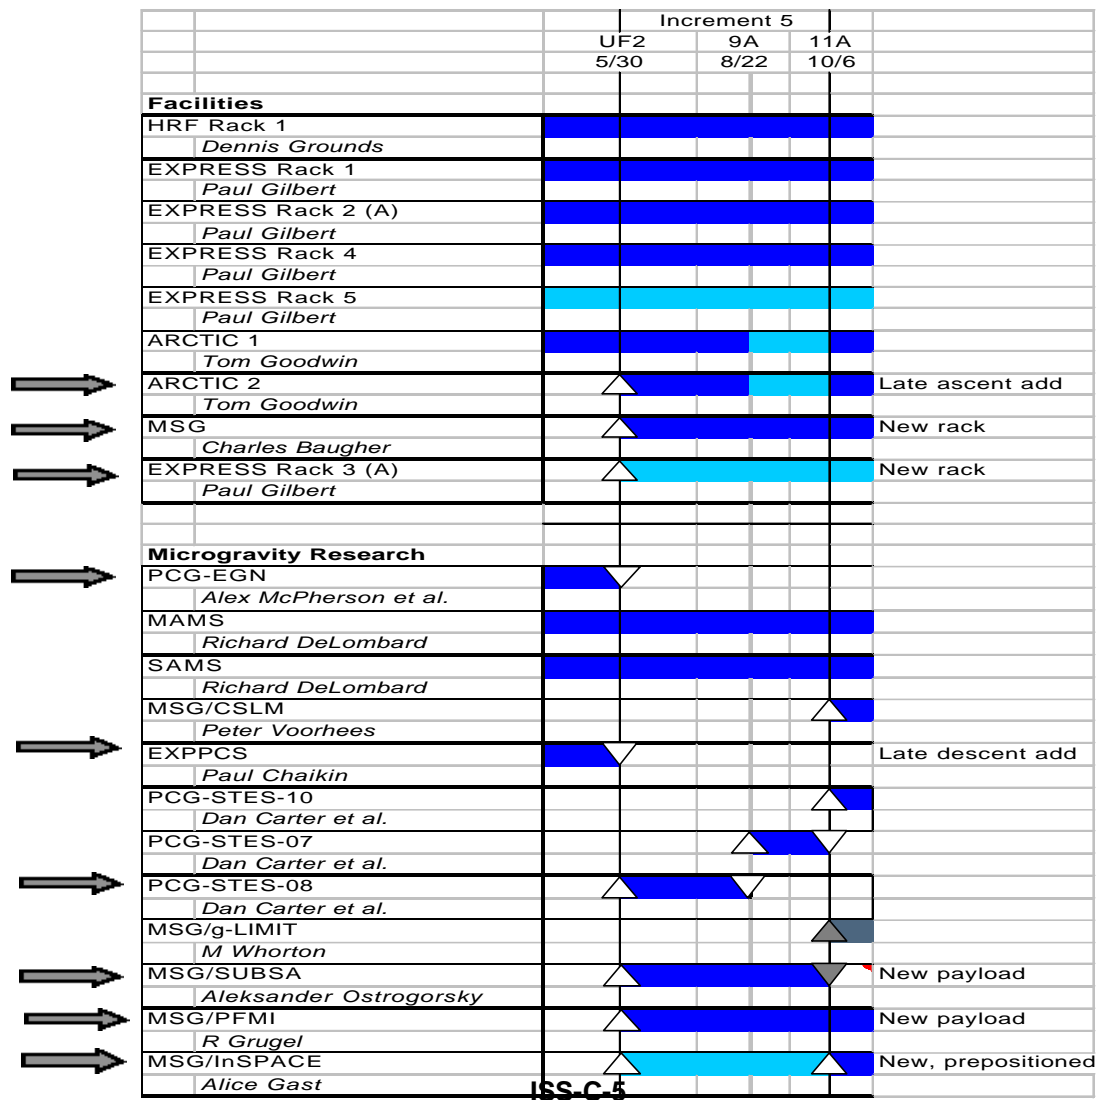 Increment 5
UF2 9A 11A
5/30 8/22 10/6
Facilities
HRF Rack 1
Dennis Grounds
EXPRESS Rack 1
Paul Gilbert
EXPRESS Rack 2 (A)
Paul Gilbert
EXPRESS Rack 4
Paul Gilbert
EXPRESS Rack 5
Paul Gilbert
ARCTIC 1
Tom Goodwin
ARCTIC 2 Late ascent add
Tom Goodwin
MSG New rack
Charles Baugher
EXPRESS Rack 3 (A) New rack
Paul Gilbert
Microgravity Research
PCG-EGN
Alex McPherson et al.
MAMS
Richard DeLombard
SAMS
Richard DeLombard
MSG/CSLM
Peter Voorhees
EXPPCS Late descent add
Paul Chaikin
PCG-STES-10
Dan Carter et al.
PCG-STES-07
Dan Carter et al.
PCG-STES-08
Dan Carter et al.
MSG/g-LIMIT
M Whorton
MSG/SUBSA New payload
Aleksander Ostrogorsky
MSG/PFMI New payload
R Grugel
MSG/InSPACE New, prepositioned
Alice Gast
ISS-C-5